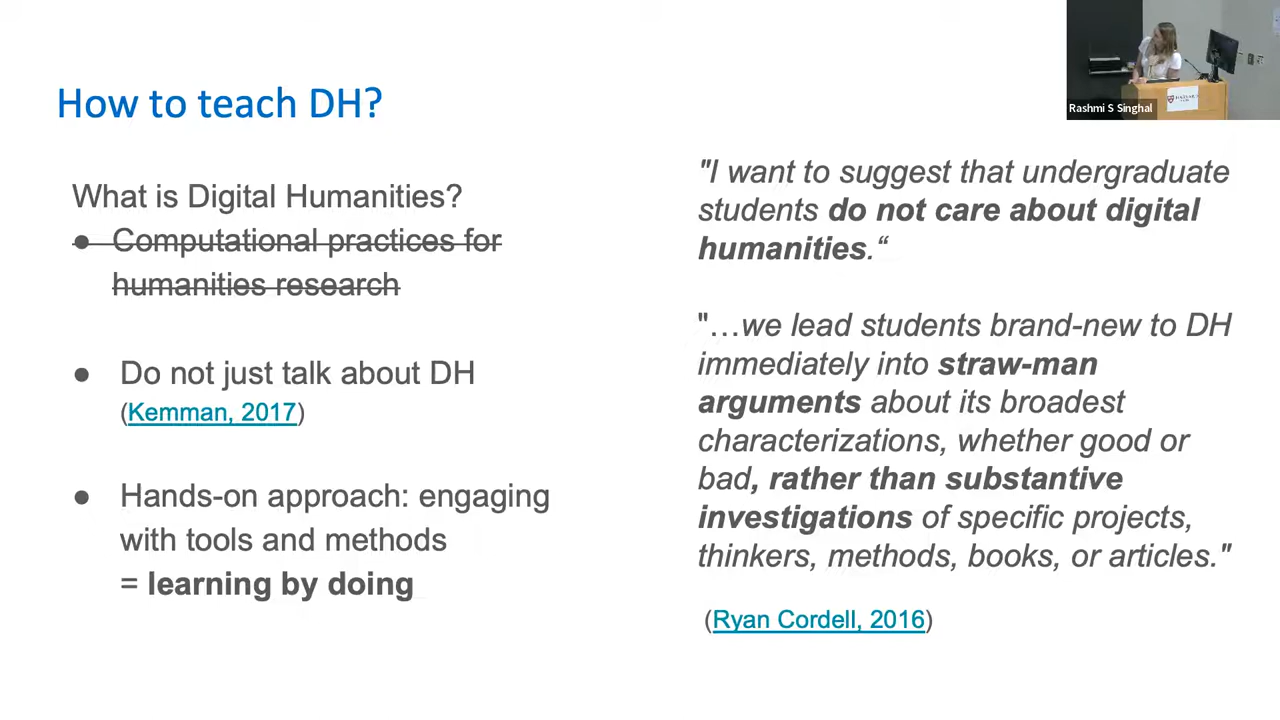 How to teach DH?
What is Digital Humanities?
● Computational practices for
humanities research
● Do not just talk about DH
(Kemman, 2017)
● Hands-on approach: engaging
with tools and methods
= learning by doing
"I want to suggest that undergraduate
students do not care about digital
humanities.“
"…we lead students brand-new to DH
immediately into straw-man
arguments about its broadest
characterizations, whether good or
bad, rather than substantive
investigations of specific projects,
thinkers, methods, books, or articles."
(Ryan Cordell, 2016)
Rashmi S Singhal